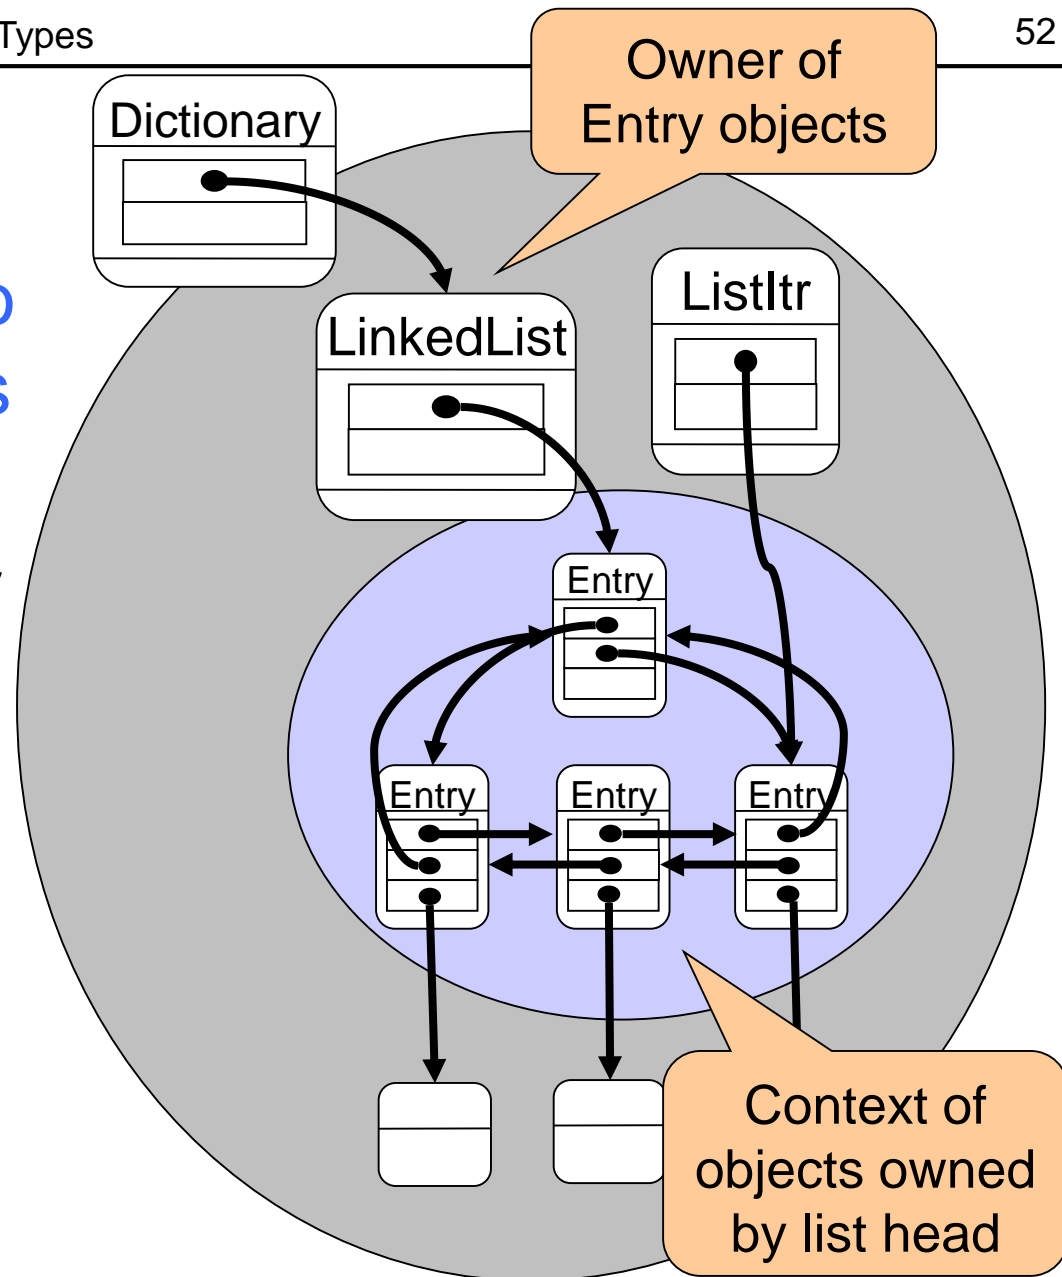 Types
52
Owner of
Entry objects
Dictionary
ListItr
LinkedList
Entry
Entry
Entry
Entry
Context of
objects owned
by list head